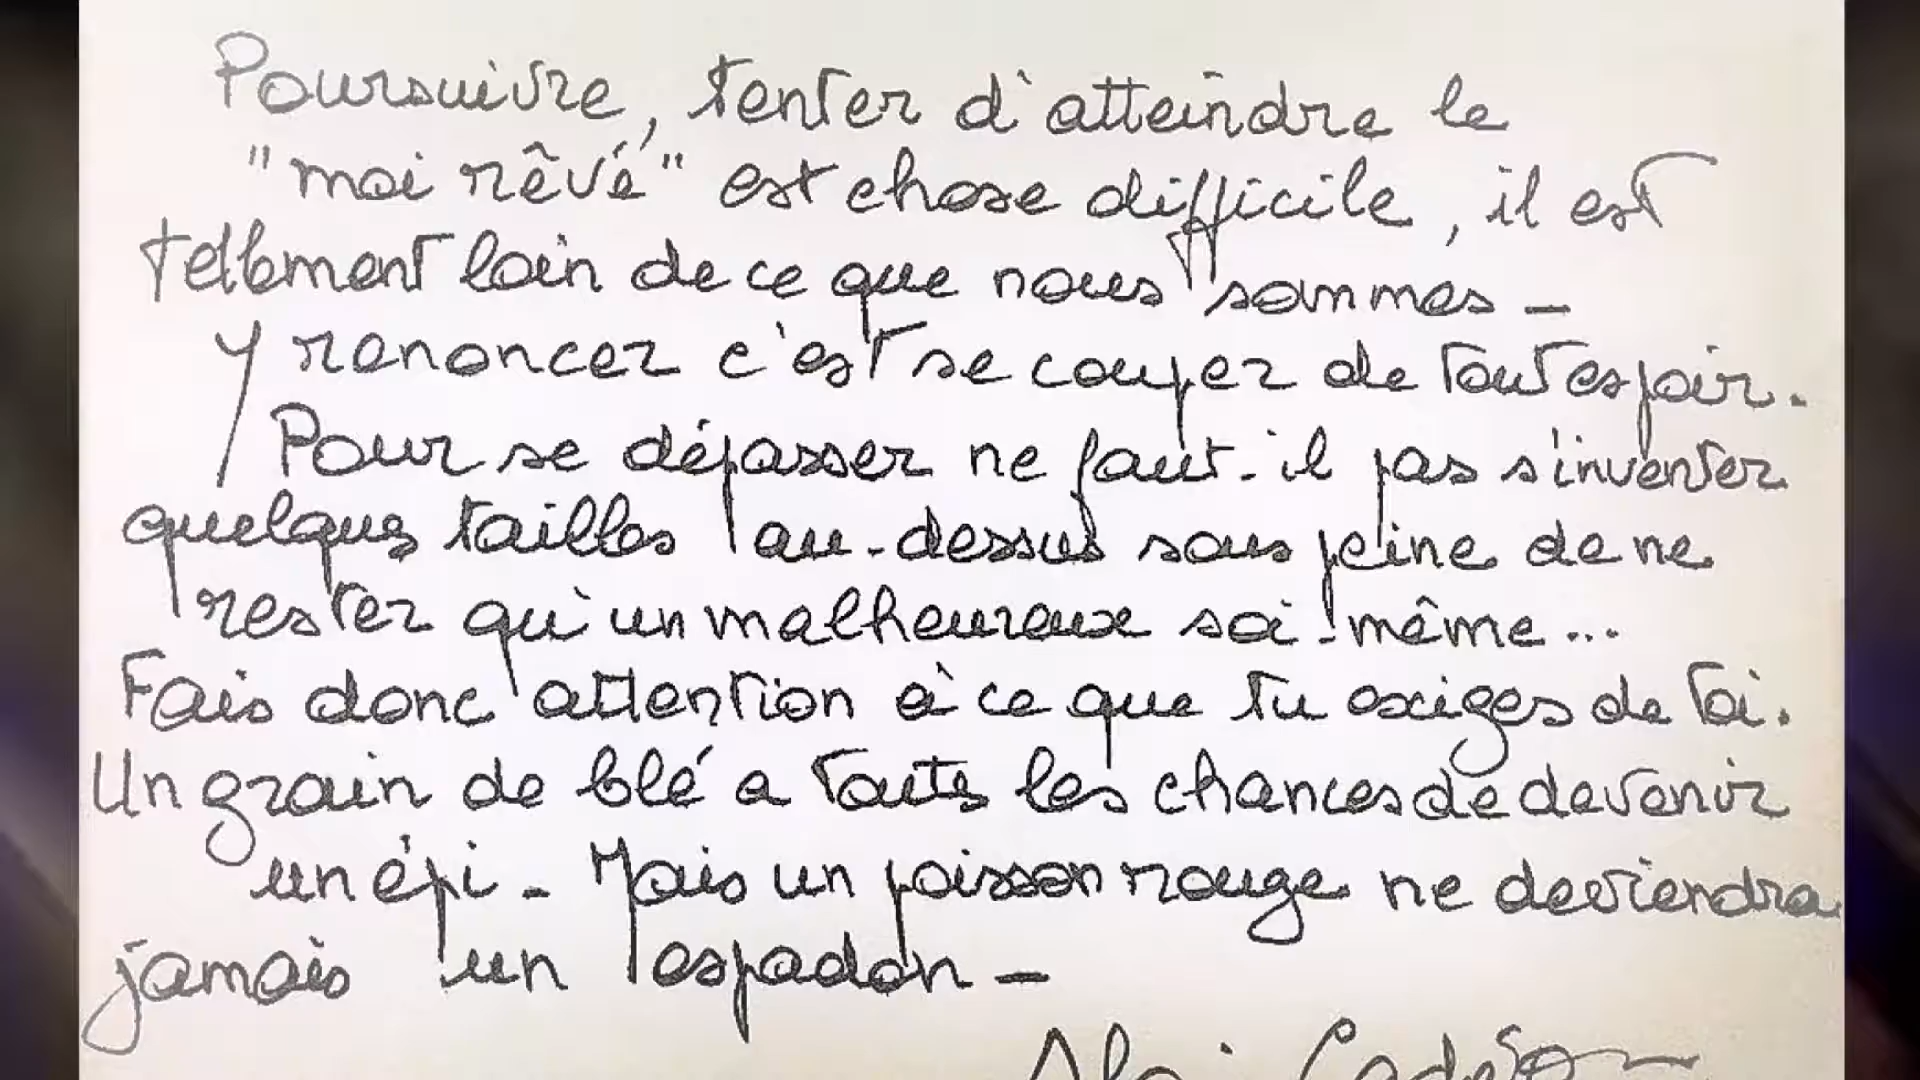 Poursuivre, tenter d'atteindre le
"moi rêvé" est chose difficile, il est
tellement loin de ce que nous sommes –
y renoncer c'est se couper de tout espoir.
Pour se dépasser ne faut-il pas s'inventer
quelques tailles au-dessus sous peine de ne
rester qu'un malheureux soi-même...
Fais donc attention à ce que tu exiges de toi.
Un grain de blé a toutes les chances de devenir
un épi – Mais un poisson rouge ne deviendra
jamais un espadon –